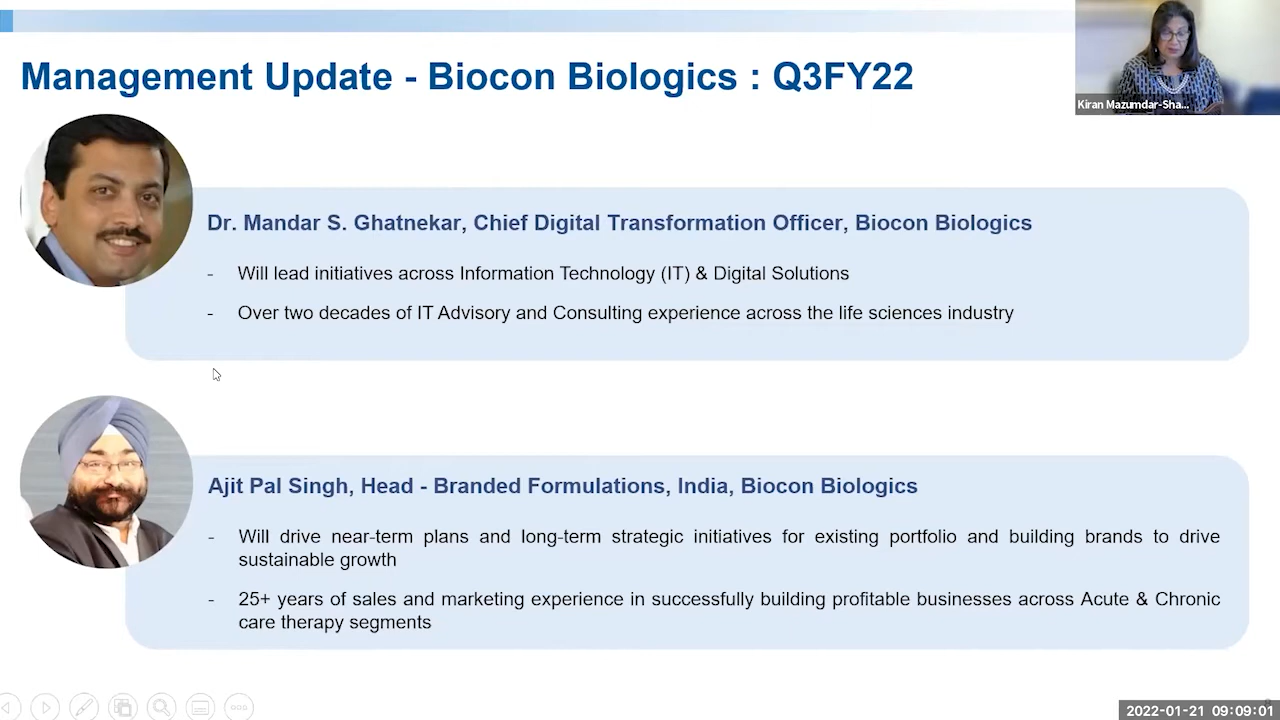 Management Update - Biocon Biologics : Q3FY22
Kiran Mazumdar-Sha...
Dr. Mandar S. Ghatnekar, Chief Digital Transformation Officer, Biocon Biologics
- Will lead initiatives across Information Technology (IT) & Digital Solutions
- Over two decades of IT Advisory and Consulting experience across the life sciences industry
Ajit Pal Singh, Head - Branded Formulations, India, Biocon Biologics
- Will drive near-term plans and long-term strategic initiatives for existing portfolio and building brands to drive
sustainable growth
- 25+ years of sales and marketing experience in successfully building profitable businesses across Acute & Chronic
care therapy segments
2022-01-21 09:09:01